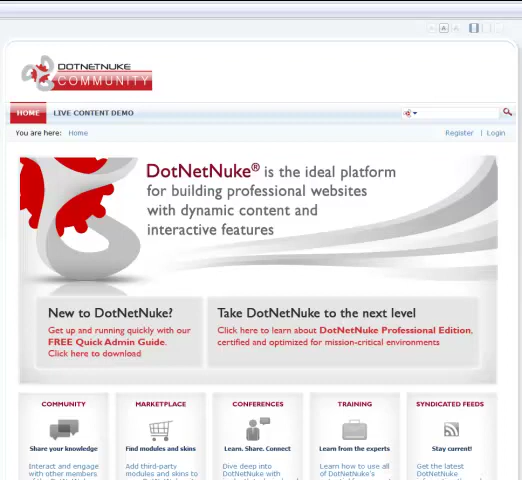 A A A
DOTNETNUKE
COMMUNITY
HOME LIVE CONTENT DEMO
You are here: Home Register | Login
DotNetNuke® is the ideal platform
for building professional websites
with dynamic content and
interactive features
New to DotNetNuke?
Get up and running quickly with our
FREE Quick Admin Guide.
Click here to download
Take DotNetNuke to the next level
Click here to learn about DotNetNuke Professional Edition,
certified and optimized for mission-critical environments
COMMUNITY
Share your knowledge
Interact and engage
with other members
MARKETPLACE
Find modules and skins
Add third-party
modules and skins to
CONFERENCES
Learn. Share. Connect
Dive deep into
DotNetNuke with
TRAINING
Learn from the experts
Learn how to use all
of DotNetNuke's
SYNDICATED FEEDS
Stay current!
Get the latest
DotNetNuke